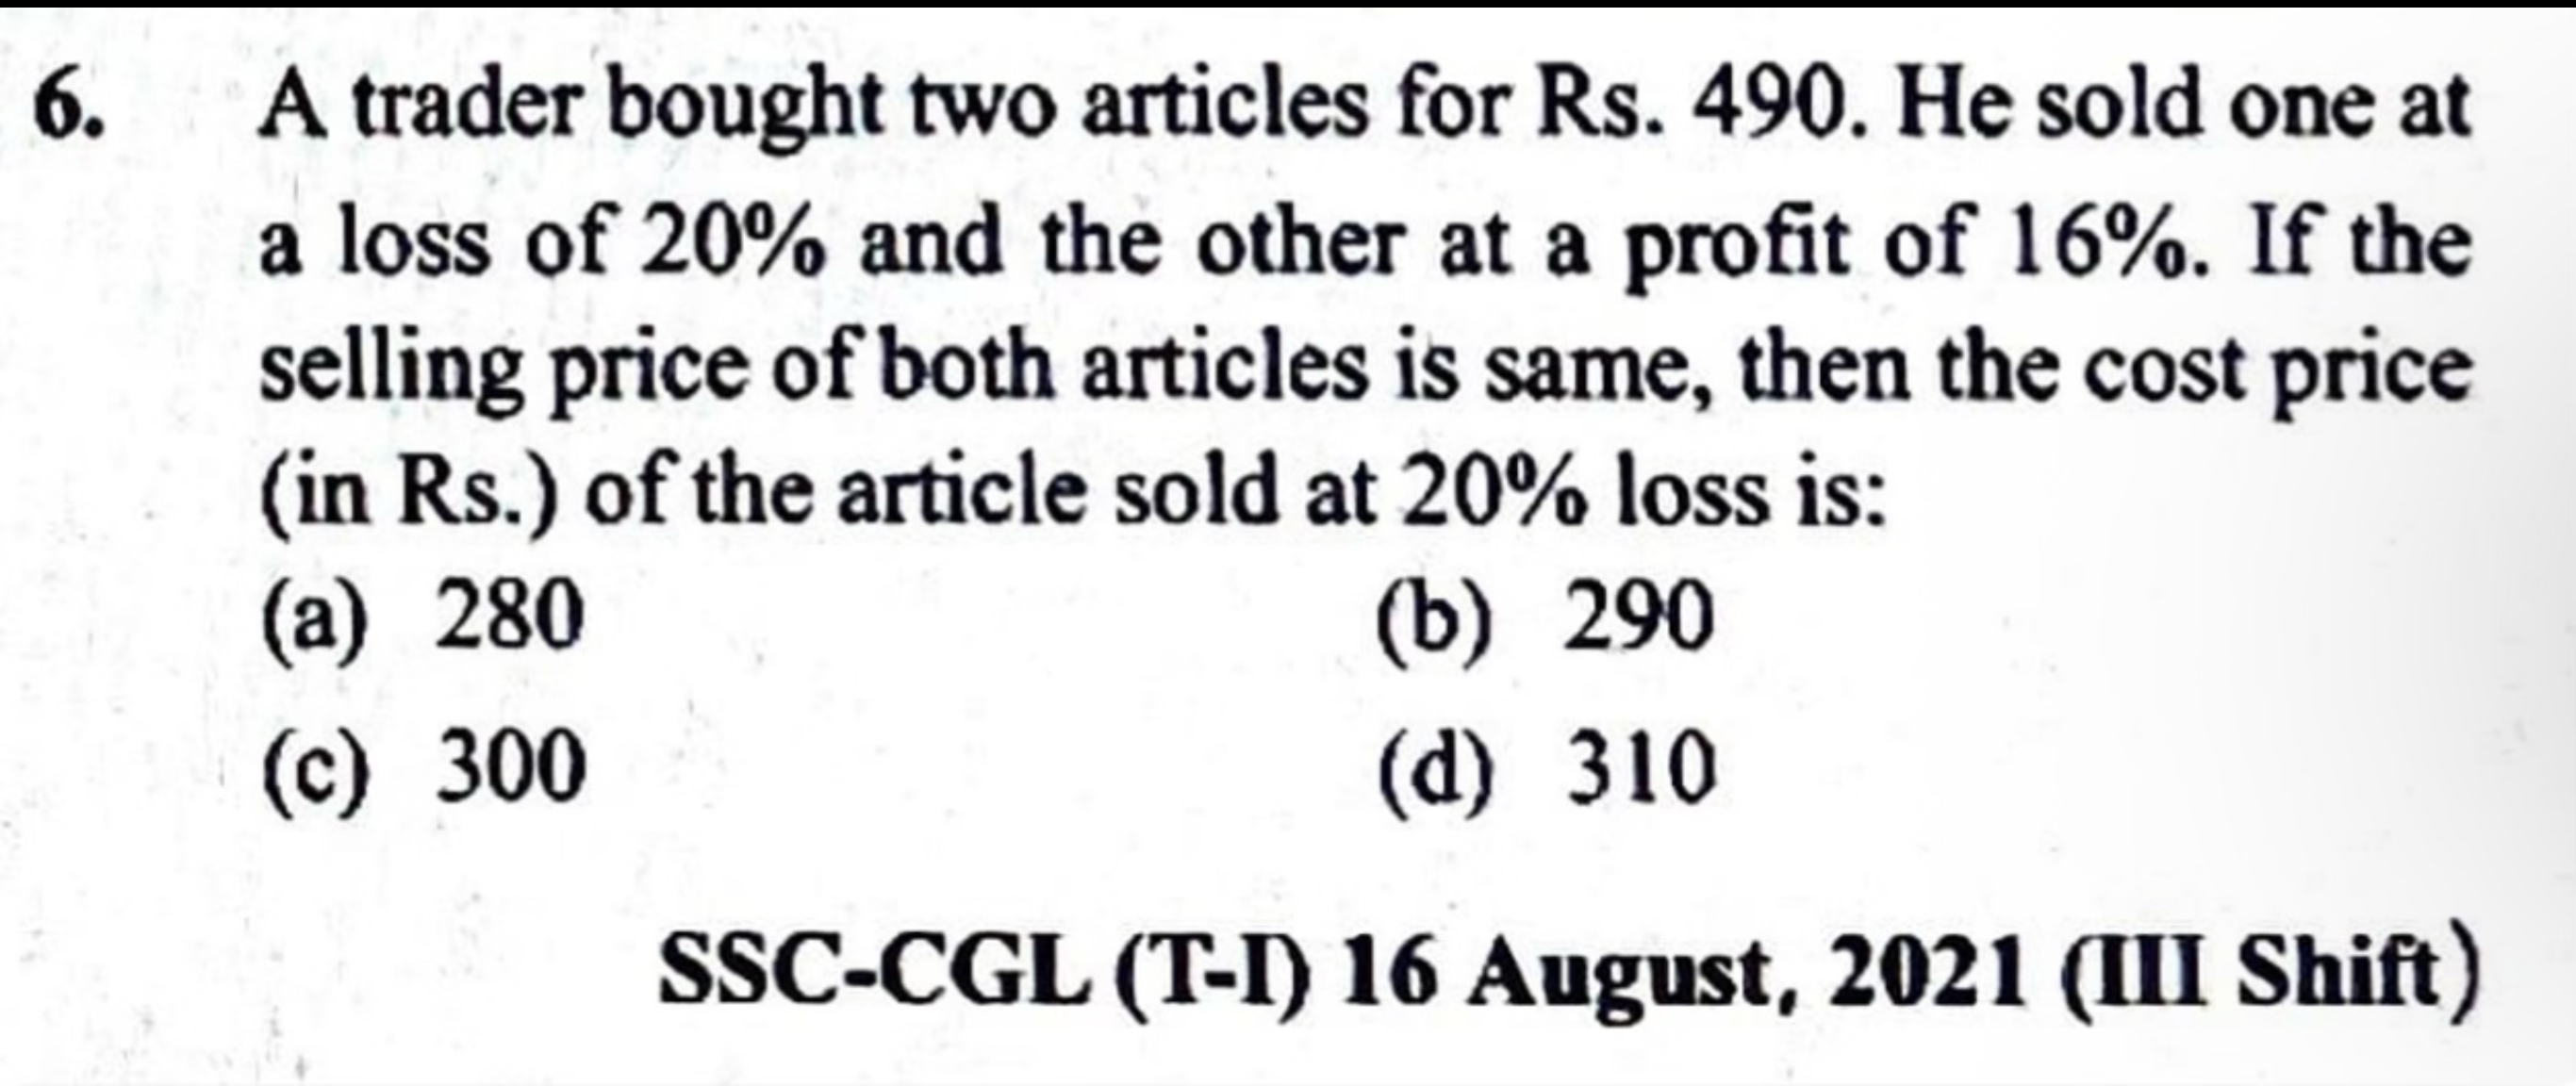 6. A trader bought two articles for Rs. 490. He sold one at
a loss of 20% and the other at a profit of 16%. If the
selling price of both articles is same, then the cost price
(in Rs.) of the article sold at 20% loss is:
(a) 280 (b) 290
(c) 300 (d) 310
SSC-CGL (T-I) 16 August, 2021 (III Shift)